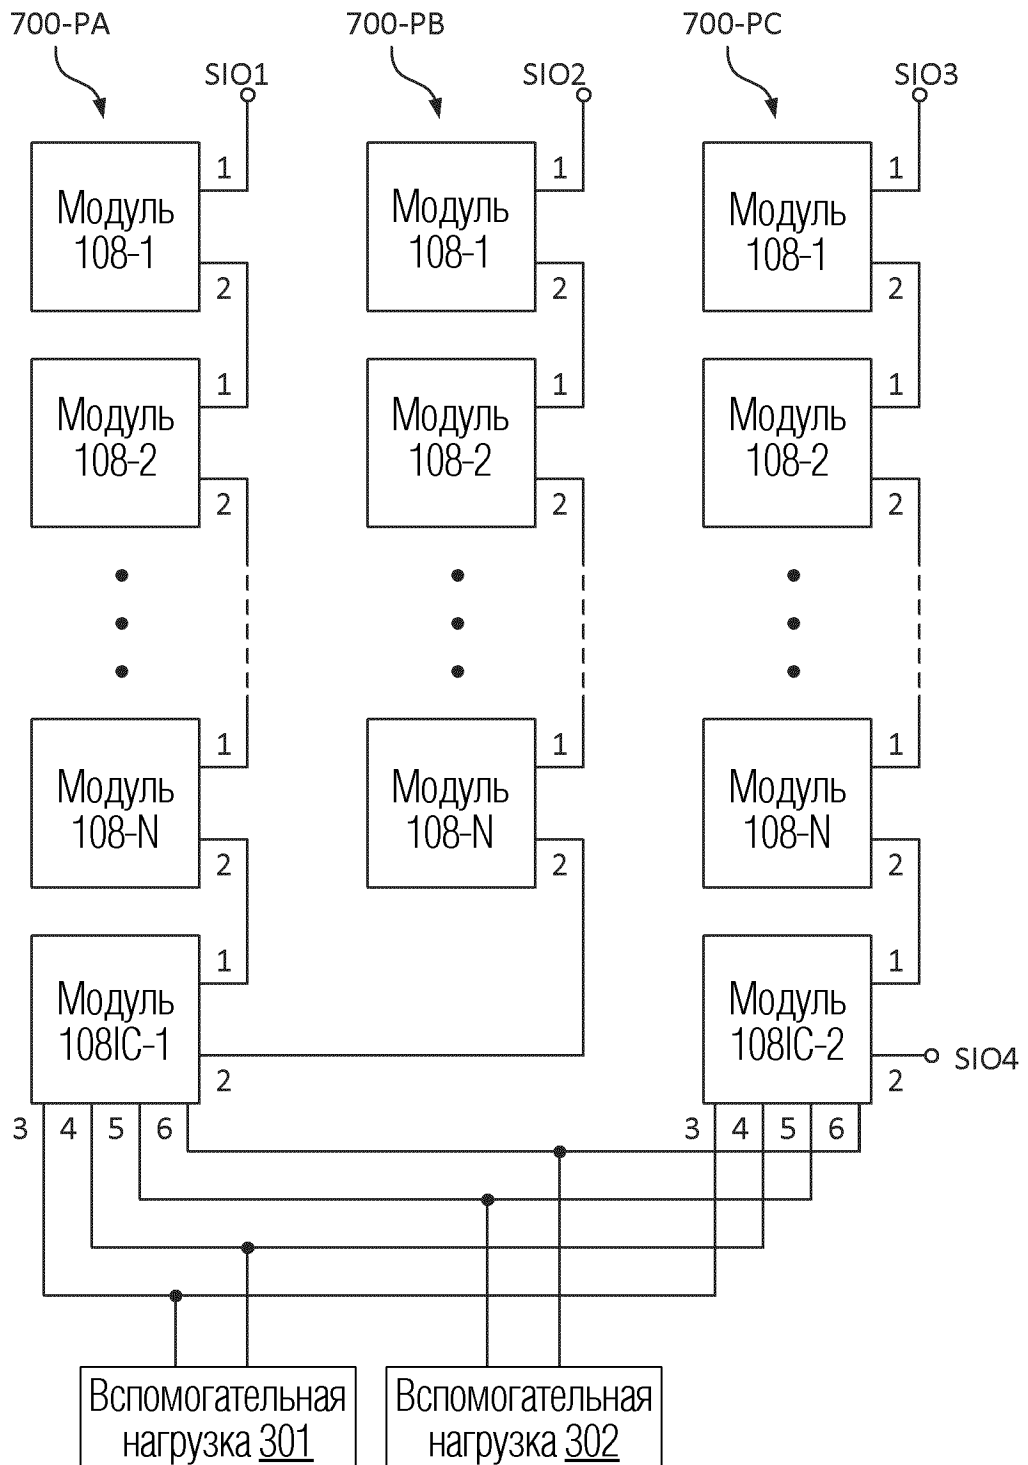 700-PA 700-PB 700-PC
SIO1 SIO2 SIO3
1 1 1
Модуль Модуль Модуль
108-1 108-1 108-1
2 2 2
1 1 1
Модуль Модуль Модуль
108-2 108-2 108-2
2 2 2
1 1 1
Модуль Модуль Модуль
108-N 108-N 108-N
2 2 2
1 1
Модуль Модуль
108IC-1 108IC-2
SIO4
2 2
3 4 5 6 3 4 5 6
Вспомогательная Вспомогательная
нагрузка 301 нагрузка 302